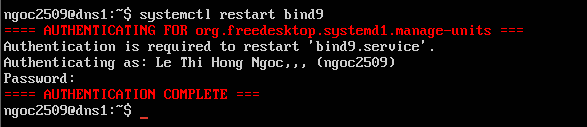 ngoc2509@dns1:~$ systemctl restart bind9
==== AUTHENTICATING FOR org.freedesktop.systemd1.manage-units ===
Authentication is required to restart 'bind9.service'.
Authenticating as: Le Thi Hong Ngoc,,, (ngoc2509)
Password:
==== AUTHENTICATION COMPLETE ===
ngoc2509@dns1:~$ _